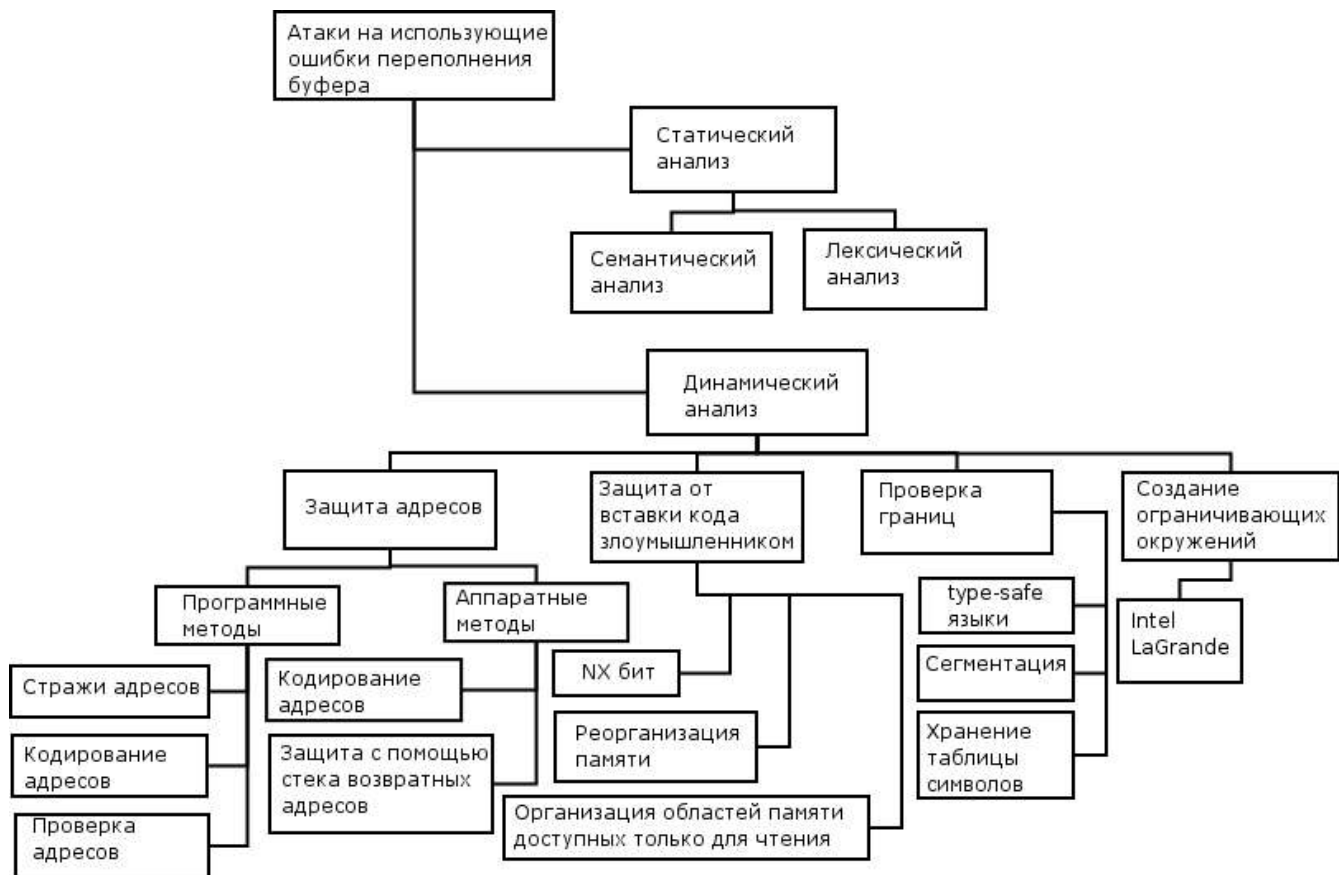 Атаки на использующие
ошибки переполнения
буфера
Статический
анализ
Семантический
анализ
Лексический
анализ
Динамический
анализ
Защита адресов
Защита от
вставки кода
злоумышленником
Проверка
границ
Создание
ограничивающих
окружений
Программные
методы
Аппаратные
методы
Стражи адресов
Кодирование
адресов
Проверка
адресов
Кодирование
адресов
Защита с помощью
стека возвратных
адресов
NX бит
Реорганизация
памяти
Организация областей памяти
доступных только для чтения
type-safe
языки
Сегментация
Хранение
таблицы
символов
Intel
LaGrande